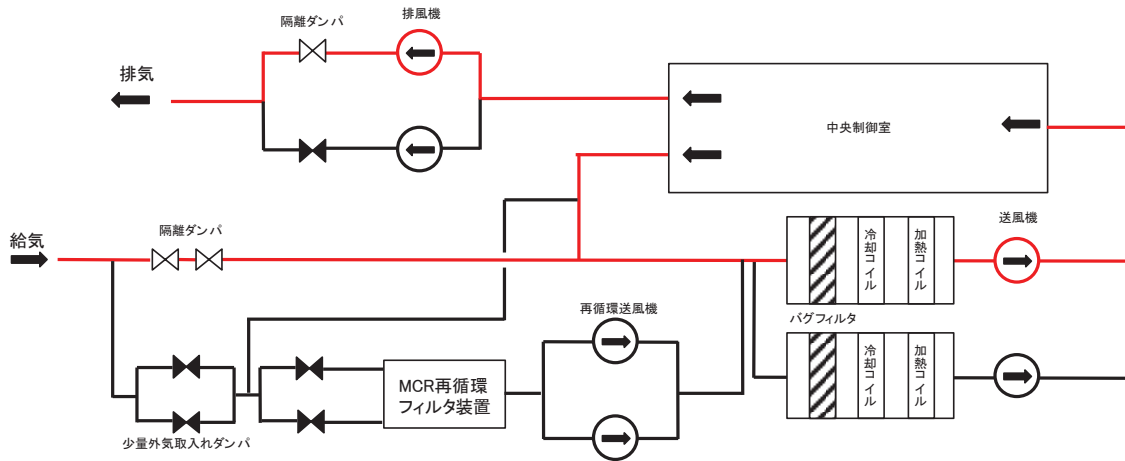 隔離ダンパ
排風機
排気
中央制御室
給気
隔離ダンパ
送風機
冷却コイル
加熱コイル
バグフィルタ
再循環送風機
冷却コイル
加熱コイル
MCR再循環
フィルタ装置
少量外気取入れダンパ